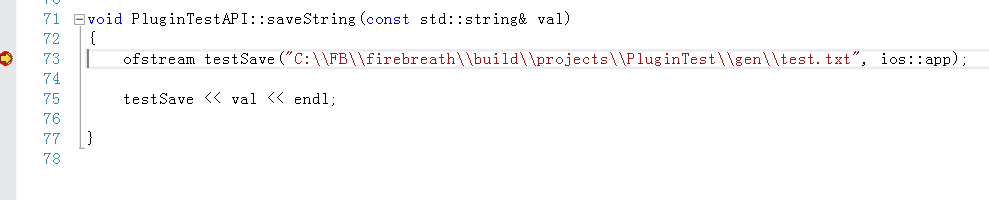 71 void PluginTestAPI::saveString(const std::string& val)
72 {
73 ofstream testSave("C:\\FB\\firebreath\\build\\projects\\PluginTest\\gen\\test.txt", ios::app);
74
75 testSave << val << endl;
76
77 }
78